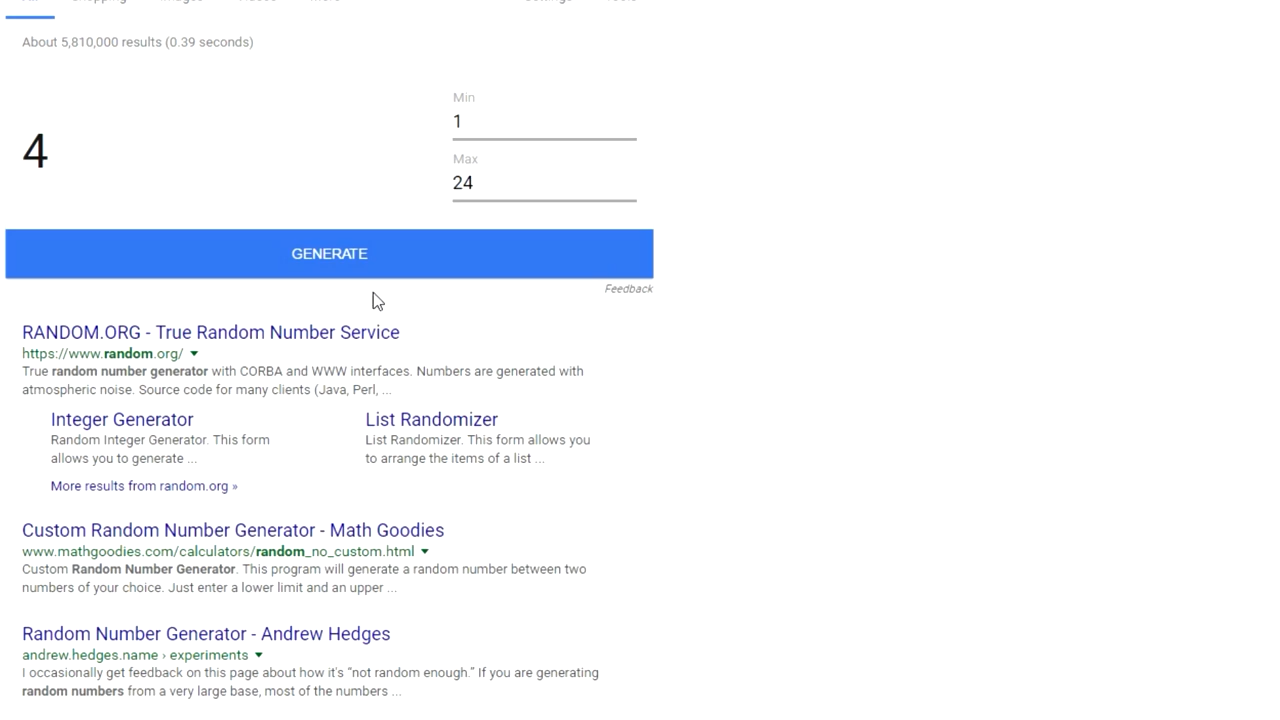 About 5,810,000 results (0.39 seconds)
4
Min
1
Max
24
GENERATE
Feedback
RANDOM.ORG - True Random Number Service
https://www.random.org/
True random number generator with CORBA and WWW interfaces. Numbers are generated with
atmospheric noise. Source code for many clients (Java, Perl, ...
Integer Generator
Random Integer Generator. This form
allows you to generate ...
List Randomizer
List Randomizer. This form allows you
to arrange the items of a list ...
More results from random.org »
Custom Random Number Generator - Math Goodies
www.mathgoodies.com/calculators/random_no_custom.html
Custom Random Number Generator. This program will generate a random number between two
numbers of your choice. Just enter a lower limit and an upper ...
Random Number Generator - Andrew Hedges
andrew.hedges.name › experiments
I occasionally get feedback on this page about how it's "not random enough." If you are generating
random numbers from a very large base, most of the numbers ...